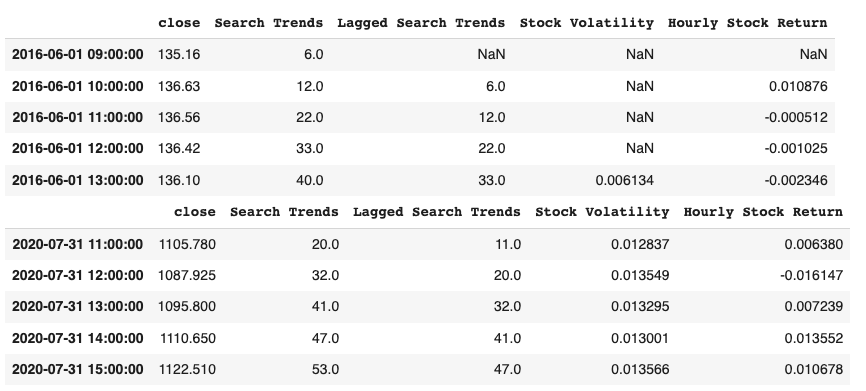 close Search Trends Lagged Search Trends Stock Volatility Hourly Stock Return
2016-06-01 09:00:00 135.16 6.0 NaN NaN NaN
2016-06-01 10:00:00 136.63 12.0 6.0 NaN 0.010876
2016-06-01 11:00:00 136.56 22.0 12.0 NaN -0.000512
2016-06-01 12:00:00 136.42 33.0 22.0 NaN -0.001025
2016-06-01 13:00:00 136.10 40.0 33.0 0.006134 -0.002346
close Search Trends Lagged Search Trends Stock Volatility Hourly Stock Return
2020-07-31 11:00:00 1105.780 20.0 11.0 0.012837 0.006380
2020-07-31 12:00:00 1087.925 32.0 20.0 0.013549 -0.016147
2020-07-31 13:00:00 1095.800 41.0 32.0 0.013295 0.007239
2020-07-31 14:00:00 1110.650 47.0 41.0 0.013001 0.013552
2020-07-31 15:00:00 1122.510 53.0 47.0 0.013566 0.010678